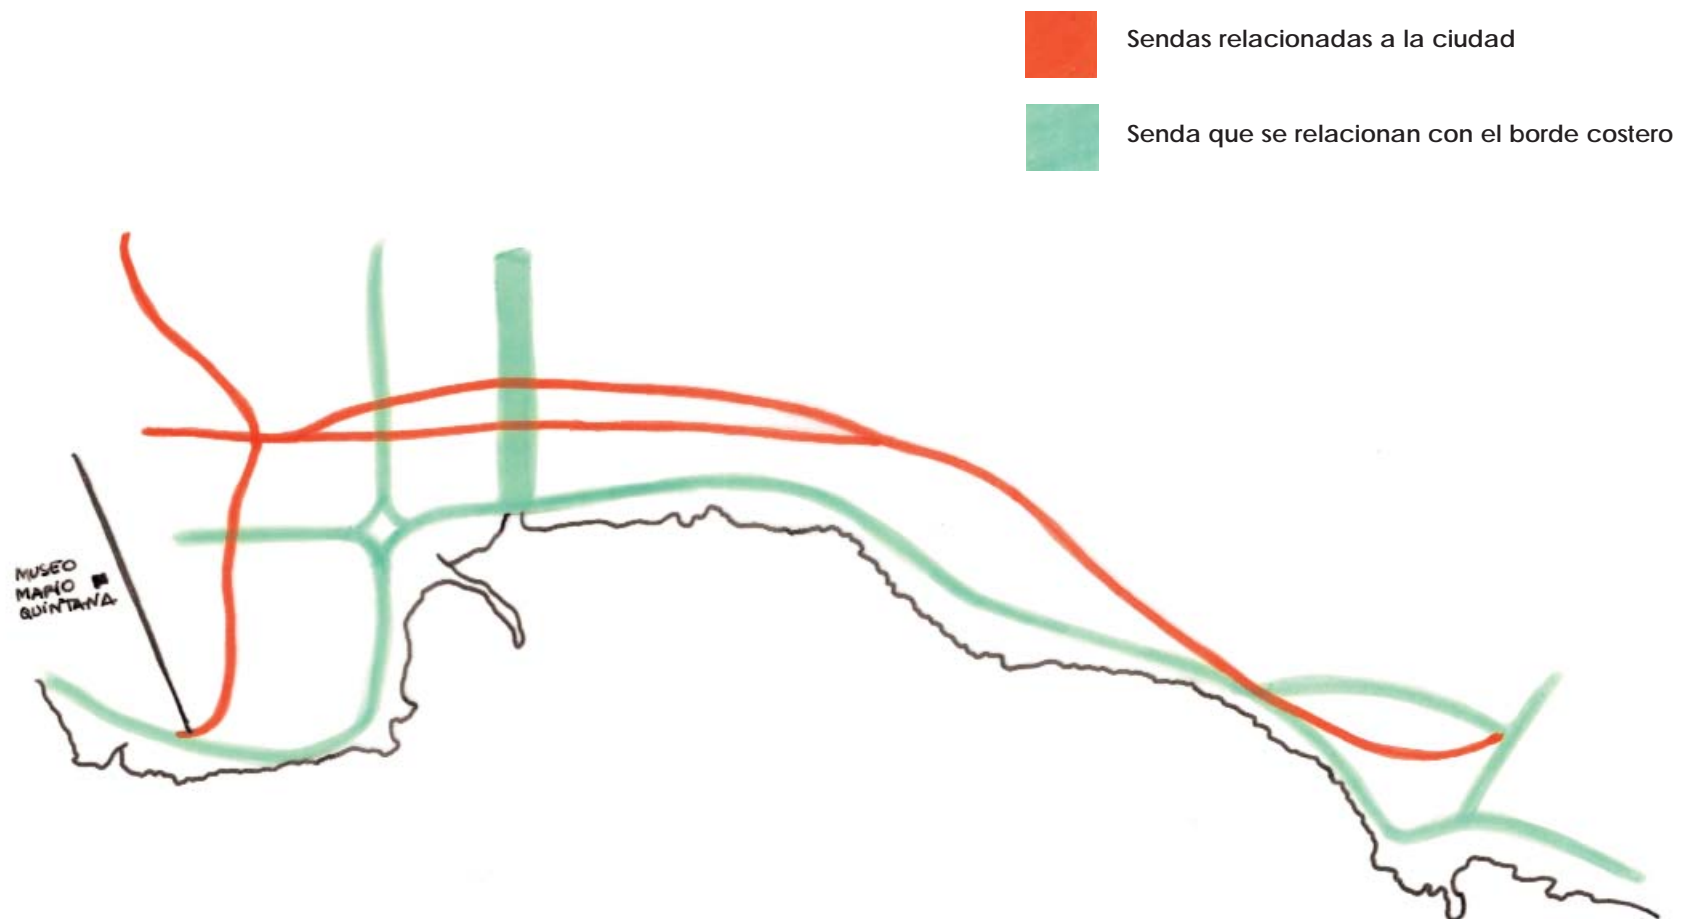 Sendas relacionadas a la ciudad
Senda que se relacionan con el borde costero
MUSEO
MARIO
QUINTANA